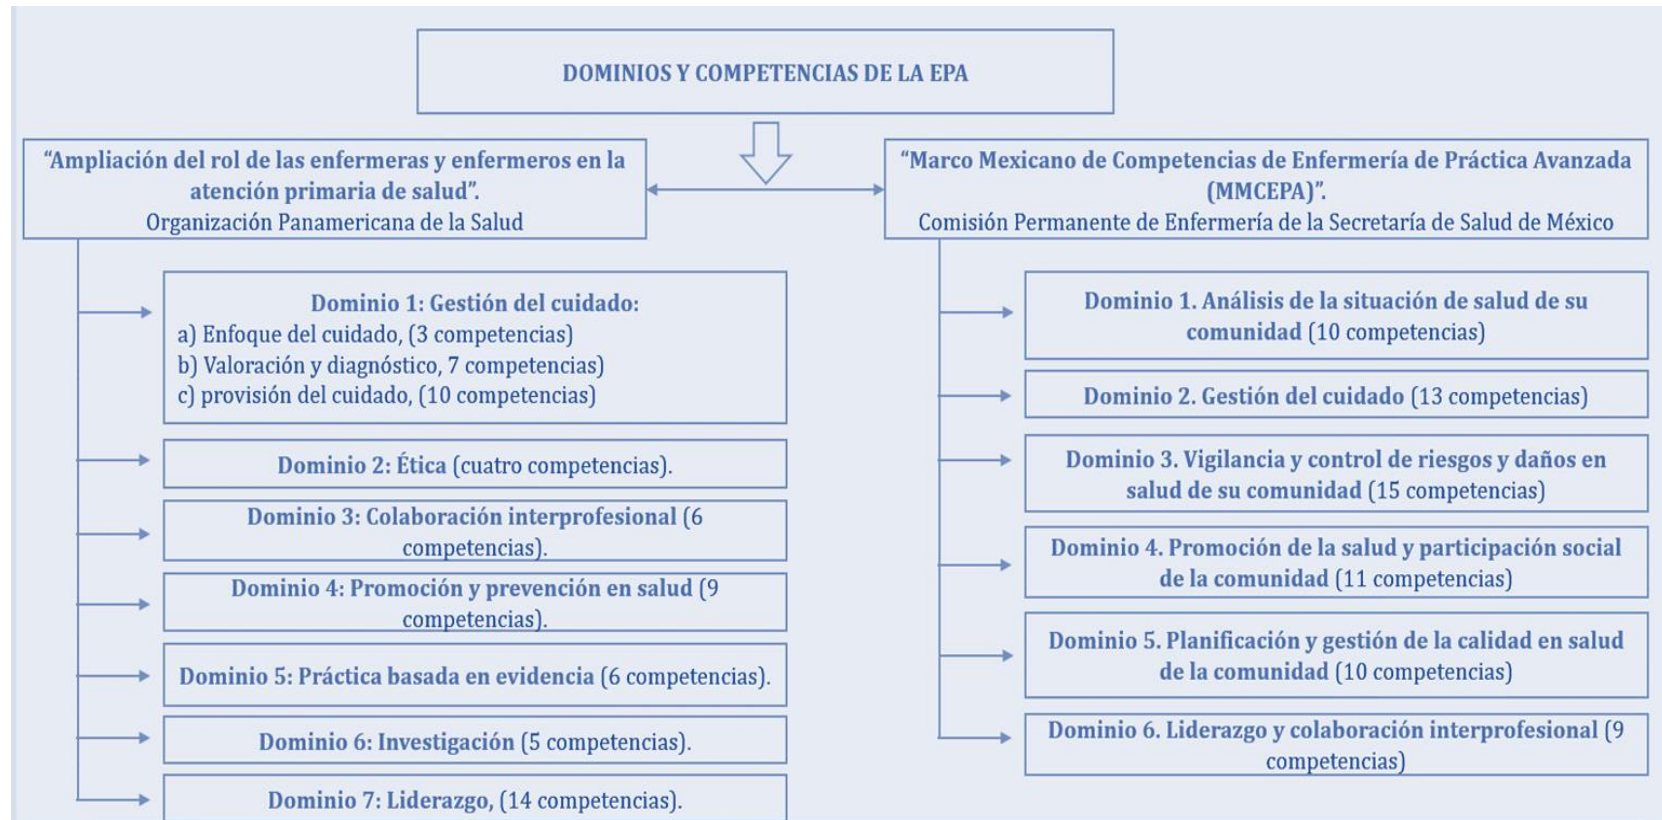 DOMINIOS Y COMPETENCIAS DE LA EPA
“Ampliación del rol de las enfermeras y enfermeros en la
atención primaria de salud”.
Organización Panamericana de la Salud
Dominio 1: Gestión del cuidado:
a) Enfoque del cuidado, (3 competencias)
b) Valoración y diagnóstico, 7 competencias)
c) provisión del cuidado, (10 competencias)
Dominio 2: Ética (cuatro competencias).
Dominio 3: Colaboración interprofesional (6
competencias).
Dominio 4: Promoción y prevención en salud (9
competencias).
Dominio 5: Práctica basada en evidencia (6 competencias).
Dominio 6: Investigación (5 competencias).
Dominio 7: Liderazgo, (14 competencias).
“Marco Mexicano de Competencias de Enfermería de Práctica Avanzada
(MMCEPA)”.
Comisión Permanente de Enfermería de la Secretaría de Salud de México
Dominio 1. Análisis de la situación de salud de su
comunidad (10 competencias)
Dominio 2. Gestión del cuidado (13 competencias)
Dominio 3. Vigilancia y control de riesgos y daños en
salud de su comunidad (15 competencias)
Dominio 4. Promoción de la salud y participación social
de la comunidad (11 competencias)
Dominio 5. Planificación y gestión de la calidad en salud
de la comunidad (10 competencias)
Dominio 6. Liderazgo y colaboración interprofesional (9
competencias)